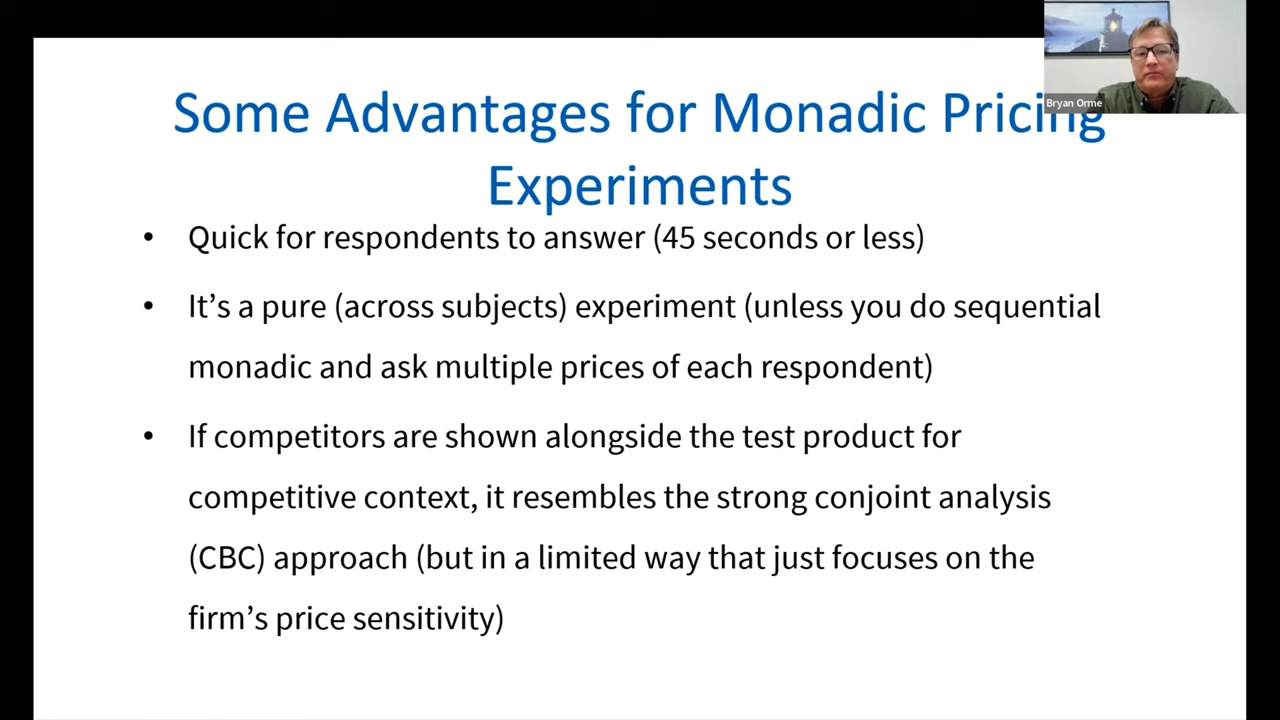 Bryan Orme
Some Advantages for Monadic Pricing
Experiments
• Quick for respondents to answer (45 seconds or less)
• It’s a pure (across subjects) experiment (unless you do sequential
monadic and ask multiple prices of each respondent)
• If competitors are shown alongside the test product for
competitive context, it resembles the strong conjoint analysis
(CBC) approach (but in a limited way that just focuses on the
firm’s price sensitivity)